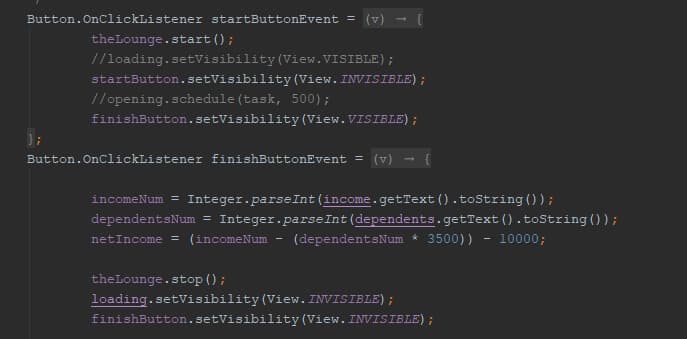 Button.OnClickListener startButtonEvent = (v) → {
theLounge.start();
//loading.setVisibility(View.VISIBLE);
startButton.setVisibility(View.INVISIBLE);
//opening.schedule(task, 500);
finishButton.setVisibility(View.VISIBLE);
};
Button.OnClickListener finishButtonEvent = (v) → {
incomeNum = Integer.parseInt(income.getText().toString());
dependentsNum = Integer.parseInt(dependents.getText().toString());
netIncome = (incomeNum - (dependentsNum * 3500)) - 10000;
theLounge.stop();
loading.setVisibility(View.INVISIBLE);
finishButton.setVisibility(View.INVISIBLE);